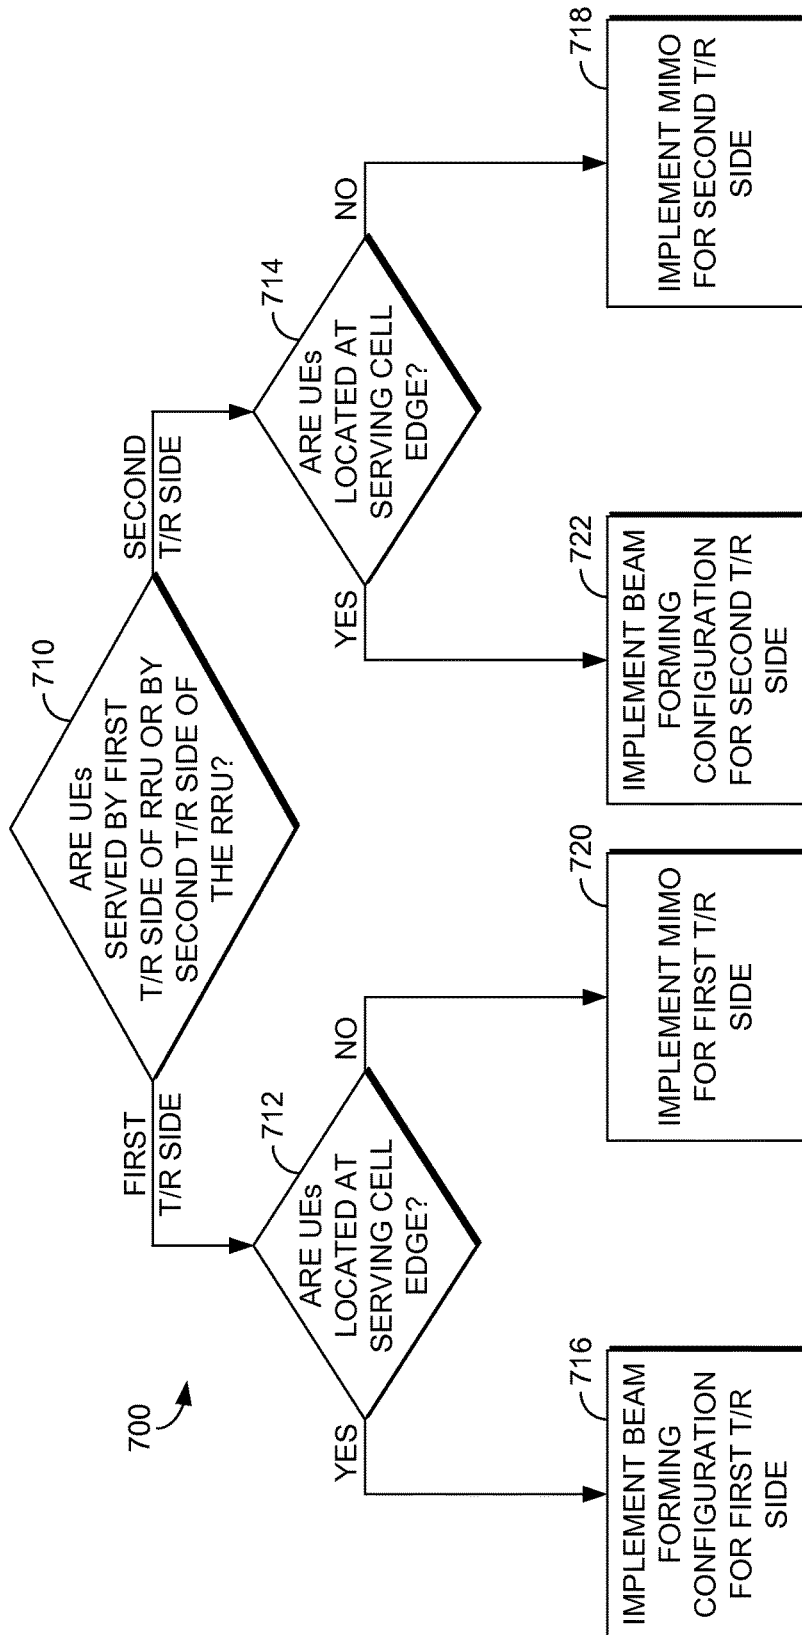 700
710
ARE UEs
SERVED BY FIRST
T/R SIDE OF RRU OR BY
SECOND T/R SIDE OF
THE RRU?
FIRST
T/R SIDE
SECOND
T/R SIDE
712
ARE UEs
LOCATED AT
SERVING CELL
EDGE?
YES
NO
714
ARE UEs
LOCATED AT
SERVING CELL
EDGE?
YES
NO
716
IMPLEMENT BEAM
FORMING
CONFIGURATION
FOR FIRST T/R
SIDE
720
IMPLEMENT MIMO
FOR FIRST T/R
SIDE
722
IMPLEMENT BEAM
FORMING
CONFIGURATION
FOR SECOND T/R
SIDE
718
IMPLEMENT MIMO
FOR SECOND T/R
SIDE